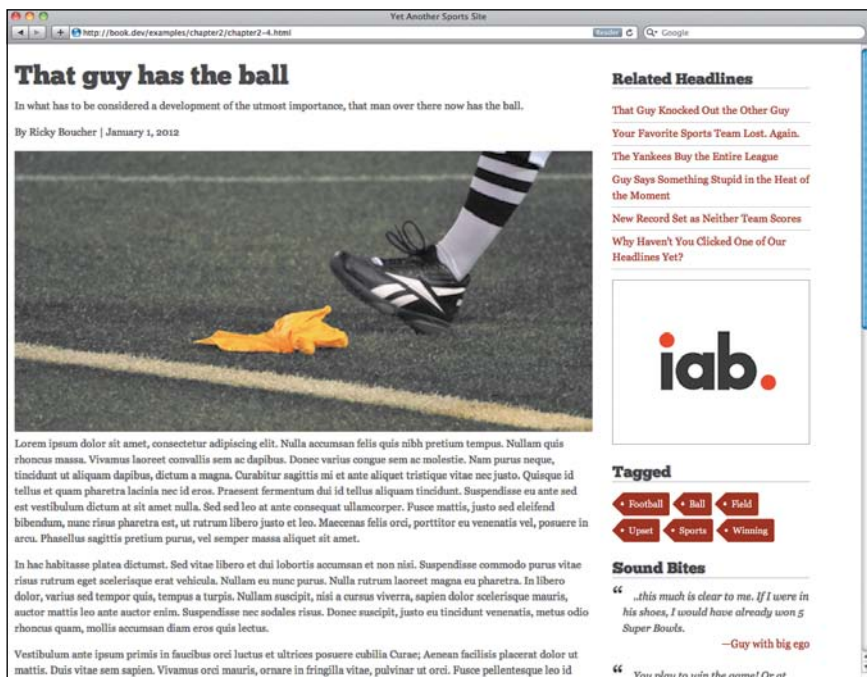 Yet Another Sports Site
http://book.dev/examples/chapter2/chapter2-4.html
Reader
Google
That guy has the ball
In what has to be considered a development of the utmost importance, that man over there now has the ball.
By Ricky Boucher | January 1, 2012
Lorem ipsum dolor sit amet, consectetur adipiscing elit. Nulla accumsan felis quis nibh pretium tempus. Nullam quis
rhoncus massa. Vivamus laoreet convallis sem ac dapibus. Donec varius congue sem ac molestie. Nam purus neque,
tincidunt ut aliquam dapibus, dictum a magna. Curabitur sagittis mi et ante aliquet tristique vitae nec justo. Quisque id
tellus et quam pharetra lacinia nec id eros. Praesent fermentum dui id tellus aliquam tincidunt. Suspendisse eu ante sed
est vestibulum dictum at sit amet nulla. Sed sed leo at ante consequat ullamcorper. Fusce mattis, justo sed eleifend
bibendum, nunc risus pharetra est, ut rutrum libero justo et leo. Maecenas felis orci, porttitor eu venenatis vel, posuere in
arcu. Phasellus sagittis pretium purus, vel semper massa aliquet sit amet.
In hac habitasse platea dictumst. Sed vitae libero et dui lobortis accumsan et non nisi. Suspendisse commodo purus vitae
risus rutrum eget scelerisque erat vehicula. Nullam eu nunc purus. Nulla rutrum laoreet magna eu pharetra. In libero
dolor, varius sed tempor quis, tempus a turpis. Nullam suscipit, nisi a cursus viverra, sapien dolor scelerisque mauris,
auctor mattis leo ante auctor enim. Suspendisse nec sodales risus. Donec suscipit, justo eu tincidunt venenatis, metus odio
rhoncus quam, mollis accumsan diam eros quis lectus.
Vestibulum ante ipsum primis in faucibus orci luctus et ultrices posuere cubilia Curae; Aenean facilisis placerat dolor ut
mattis. Duis vitae sem sapien. Vivamus orci mauris, ornare in fringilla vitae, pulvinar ut orci. Fusce pellentesque leo id
Related Headlines
That Guy Knocked Out the Other Guy
Your Favorite Sports Team Lost. Again.
The Yankees Buy the Entire League
Guy Says Something Stupid in the Heat of
the Moment
New Record Set as Neither Team Scores
Why Haven't You Clicked One of Our
Headlines Yet?
iab.
Tagged
Football
Ball
Field
Upset
Sports
Winning
Sound Bites
“ ..this much is clear to me. If I were in
his shoes, I would have already won 5
Super Bowls.
—Guy with big ego
“ You play to win the game! Or at